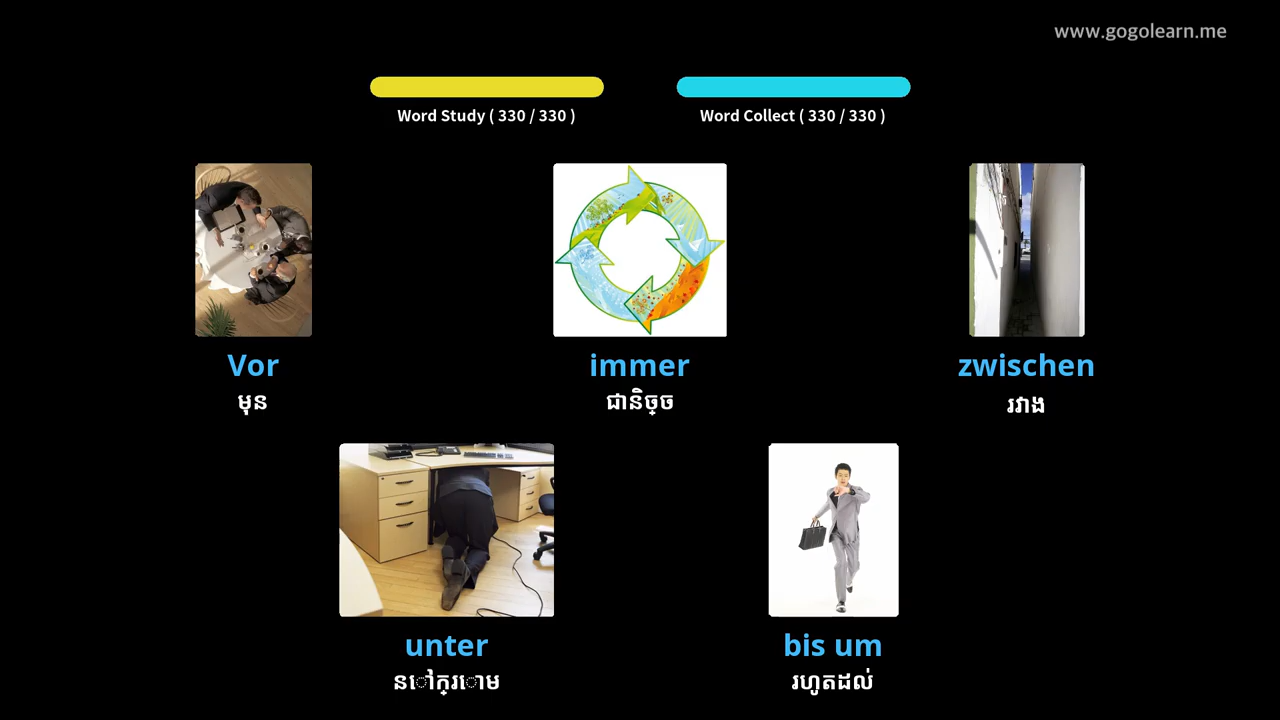 www.gogolearn.me
Word Study ( 330 / 330 )
Word Collect ( 330 / 330 )
Vor
មុន
immer
ជានិច្ច
zwischen
រវាង
unter
នៅក្រោម
bis um
រហូតដល់